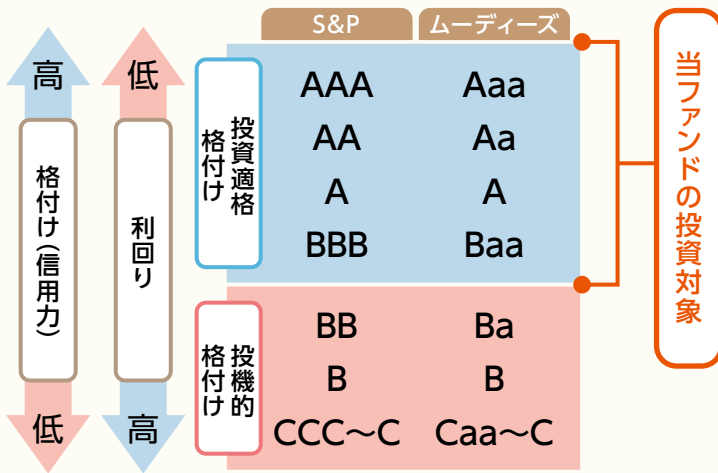 S&P ムーディーズ
高
格付け（信用力）
低
低
利回り
高
投資適格
格付け
AAA Aaa
AA Aa
A A
BBB Baa
投機的
格付け
BB Ba
B B
CCC～C Caa～C
当ファンドの投資対象